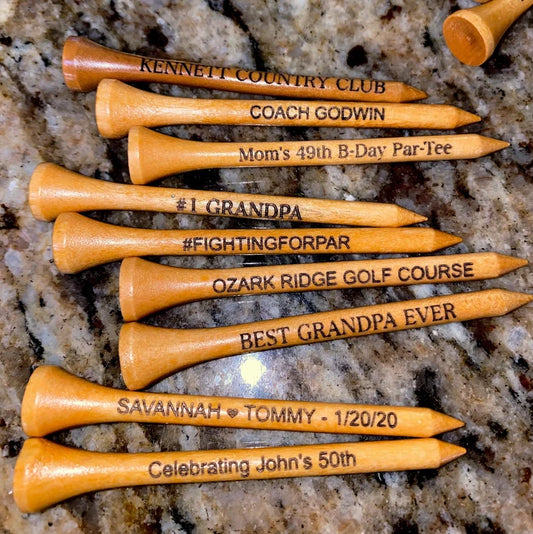 KENNETT COUNTRY CLUB
COACH GODWIN
Mom's 49th B-Day Par-Tee
#1 GRANDPA
#FIGHTINGFORPAR
OZARK RIDGE GOLF COURSE
BEST GRANDPA EVER
SAVANNAH ♥ TOMMY - 1/20/20
Celebrating John's 50th